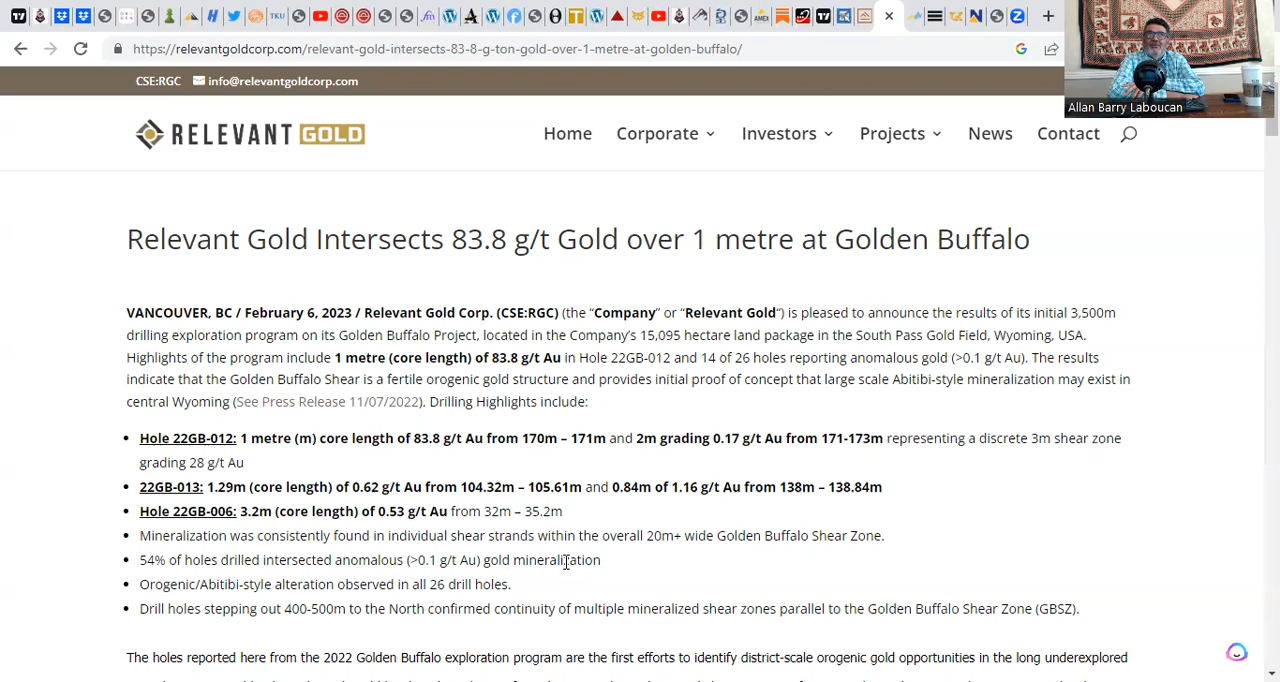 https://relevantgoldcorp.com/relevant-gold-intersects-83-8-g-ton-gold-over-1-metre-at-golden-buffalo/
Allan Barry Laboucan
CSE:RGC info@relevantgoldcorp.com
RELEVANT GOLD
Home Corporate Investors Projects News Contact
Relevant Gold Intersects 83.8 g/t Gold over 1 metre at Golden Buffalo
VANCOUVER, BC / February 6, 2023 / Relevant Gold Corp. (CSE:RGC) (the “Company” or “Relevant Gold“) is pleased to announce the results of its initial 3,500m
drilling exploration program on its Golden Buffalo Project, located in the Company’s 15,095 hectare land package in the South Pass Gold Field, Wyoming, USA.
Highlights of the program include 1 metre (core length) of 83.8 g/t Au in Hole 22GB-012 and 14 of 26 holes reporting anomalous gold (>0.1 g/t Au). The results
indicate that the Golden Buffalo Shear is a fertile orogenic gold structure and provides initial proof of concept that large scale Abitibi-style mineralization may exist in
central Wyoming (See Press Release 11/07/2022). Drilling Highlights include:
• Hole 22GB-012: 1 metre (m) core length of 83.8 g/t Au from 170m – 171m and 2m grading 0.17 g/t Au from 171-173m representing a discrete 3m shear zone
grading 28 g/t Au
• 22GB-013: 1.29m (core length) of 0.62 g/t Au from 104.32m – 105.61m and 0.84m of 1.16 g/t Au from 138m – 138.84m
• Hole 22GB-006: 3.2m (core length) of 0.53 g/t Au from 32m – 35.2m
• Mineralization was consistently found in individual shear strands within the overall 20m+ wide Golden Buffalo Shear Zone.
• 54% of holes drilled intersected anomalous (>0.1 g/t Au) gold mineralization
• Orogenic/Abitibi-style alteration observed in all 26 drill holes.
• Drill holes stepping out 400-500m to the North confirmed continuity of multiple mineralized shear zones parallel to the Golden Buffalo Shear Zone (GBSZ).
The holes reported here from the 2022 Golden Buffalo exploration program are the first efforts to identify district-scale orogenic gold opportunities in the long underexplored